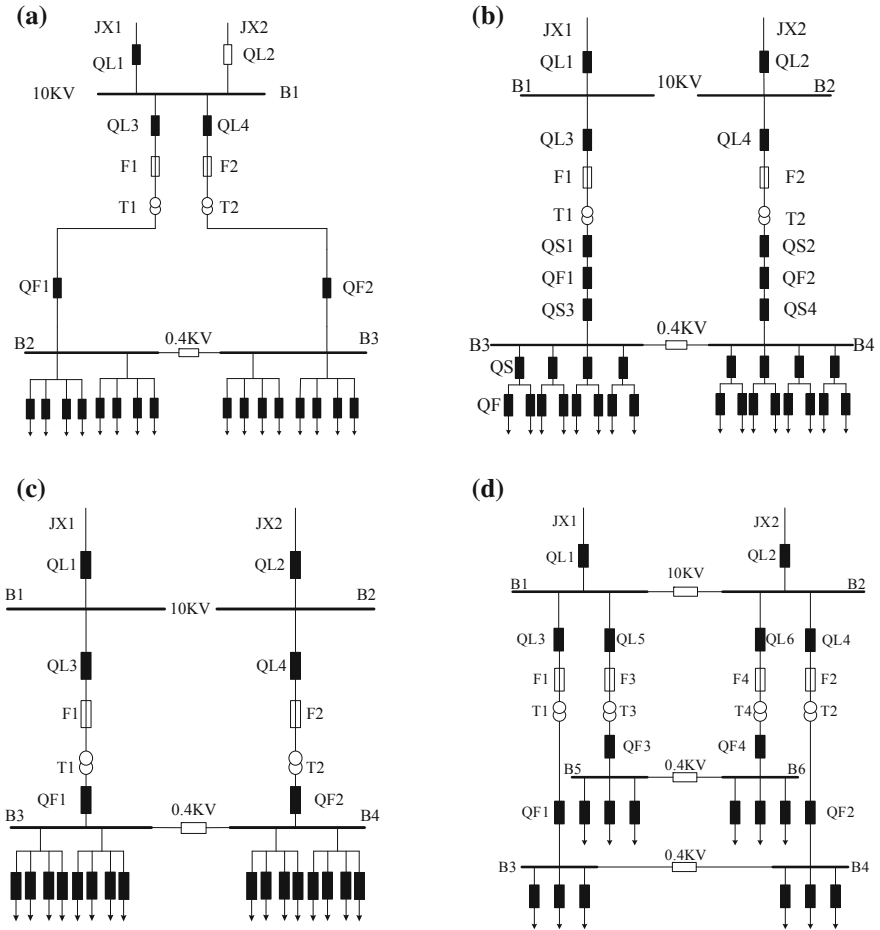 (a)
JX1 JX2
QL1 QL2
10KV B1
QL3 QL4
F1 F2
T1 T2
QF1 QF2
0.4KV
B2 B3
(b)
JX1 JX2
QL1 QL2
B1 10KV B2
QL3 QL4
F1 F2
T1 T2
QS1 QS2
QF1 QF2
QS3 QS4
B3 0.4KV B4
QS
QF
(c)
JX1 JX2
QL1 QL2
B1 10KV B2
QL3 QL4
F1 F2
T1 T2
QF1 QF2
B3 0.4KV B4
(d)
JX1 JX2
QL1 QL2
B1 10KV B2
QL3 QL5 QL6 QL4
F1 F3 F4 F2
T1 T3 T4 T2
QF3 QF4
B5 0.4KV B6
QF1 QF2
B3 0.4KV B4